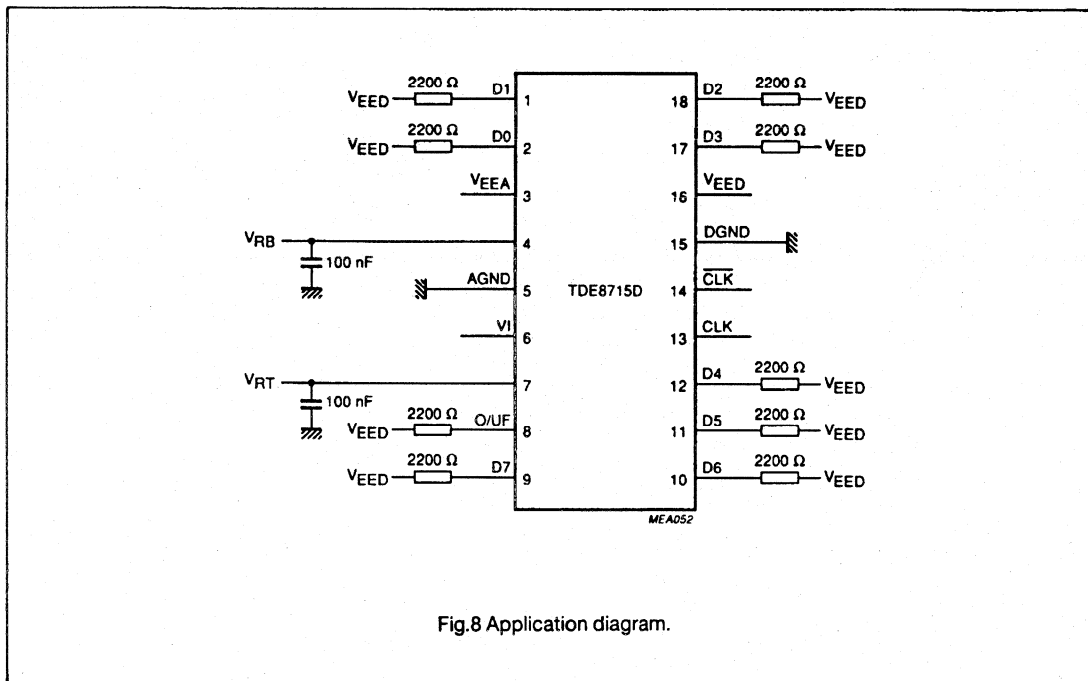 2200 Ω 2200 Ω
V_EED D1 1 18 D2 V_EED
2200 Ω 2200 Ω
V_EED D0 2 17 D3 V_EED
V_EEA 3 16 V_EED
V_RB 4 15 DGND
100 nF
AGND 5 TDE8715D 14 C̅L̅K̅
VI 6 13 CLK
2200 Ω
V_RT 7 12 D4 V_EED
100 nF
2200 Ω 2200 Ω
V_EED O/UF 8 11 D5 V_EED
2200 Ω 2200 Ω
V_EED D7 9 10 D6 V_EED
MEA052
Fig.8 Application diagram.